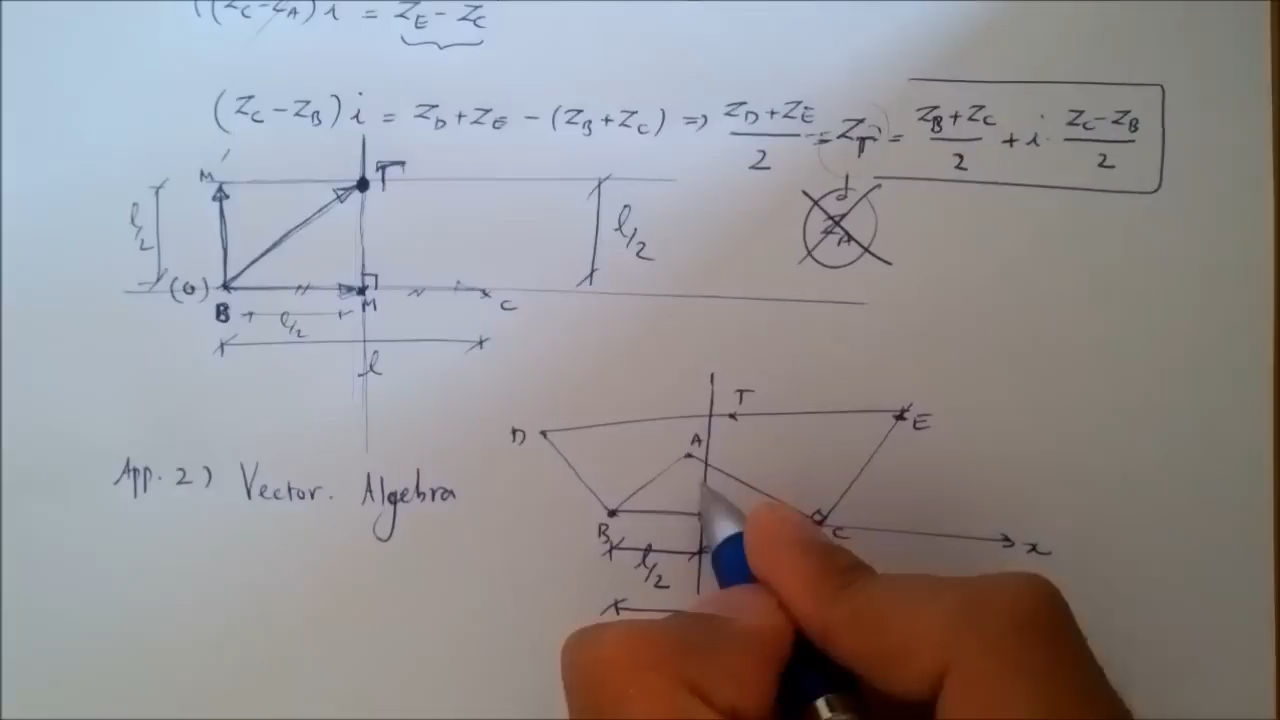 ((Z_C - Z_A) i = Z_E - Z_C
(Z_C - Z_B) i = Z_D + Z_E - (Z_B + Z_C) => (Z_D + Z_E)/2 = Z_T = (Z_B + Z_C)/2 + i · (Z_C - Z_B)/2
M' T
l/2 l/2 Z_A
(0) B M C
l/2
l
T
D A E
App. 2) Vector. Algebra
B C x
l/2